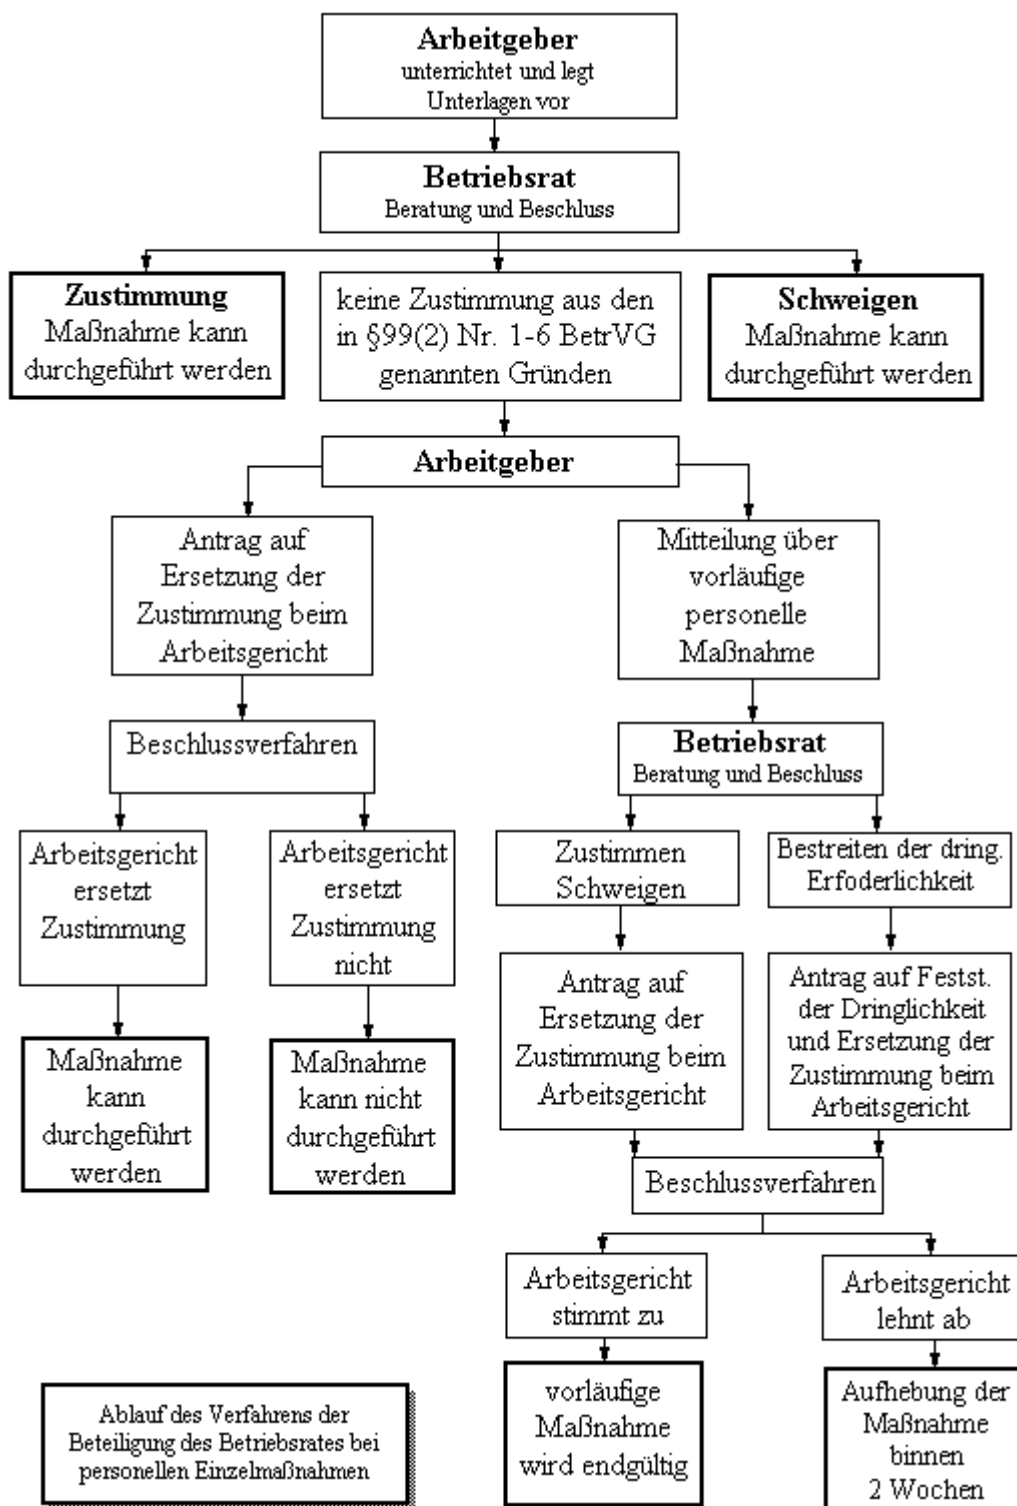 Arbeitgeber
unterrichtet und legt
Unterlagen vor
Betriebsrat
Beratung und Beschluss
Zustimmung
Maßnahme kann
durchgeführt werden
keine Zustimmung aus den
in §99(2) Nr. 1-6 BetrVG
genannten Gründen
Schweigen
Maßnahme kann
durchgeführt werden
Arbeitgeber
Antrag auf
Ersetzung der
Zustimmung beim
Arbeitsgericht
Mitteilung über
vorläufige
personelle
Maßnahme
Beschlussverfahren
Betriebsrat
Beratung und Beschluss
Arbeitsgericht
ersetzt
Zustimmung
Arbeitsgericht
ersetzt
Zustimmung
nicht
Zustimmen
Schweigen
Bestreiten der dring.
Erfoderlichkeit
Maßnahme
kann
durchgeführt
werden
Maßnahme
kann nicht
durchgeführt
werden
Antrag auf
Ersetzung der
Zustimmung beim
Arbeitsgericht
Antrag auf Festst.
der Dringlichkeit
und Ersetzung der
Zustimmung beim
Arbeitsgericht
Beschlussverfahren
Arbeitsgericht
stimmt zu
Arbeitsgericht
lehnt ab
vorläufige
Maßnahme
wird endgültig
Aufhebung der
Maßnahme
binnen
2 Wochen
Ablauf des Verfahrens der
Beteiligung des Betriebsrates bei
personellen Einzelmaßnahmen